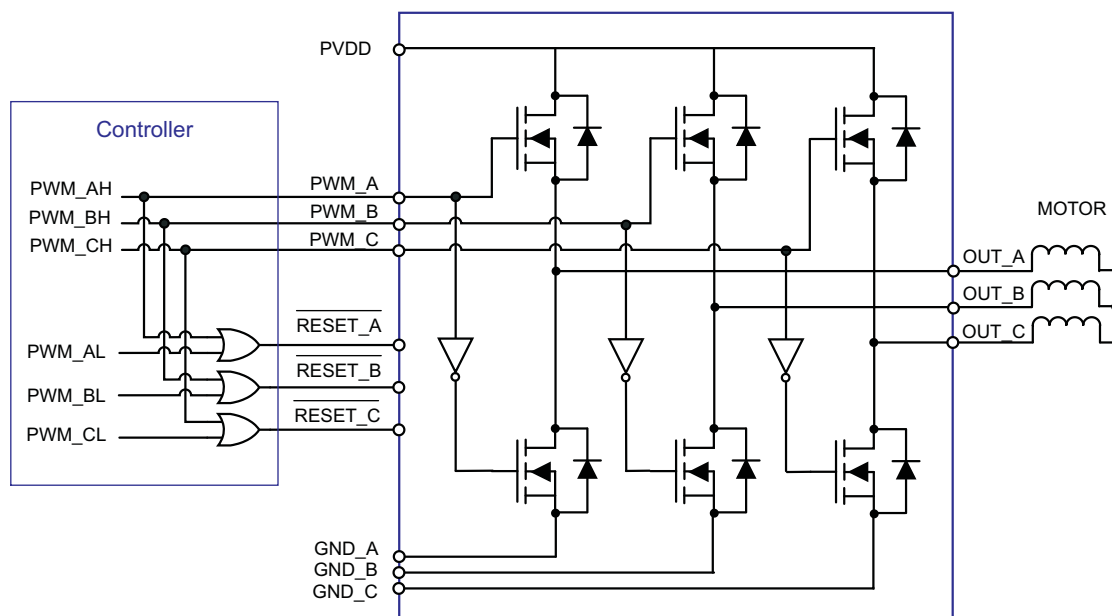 PVDD
Controller
PWM_AH
PWM_A
PWM_BH
PWM_B
MOTOR
PWM_CH
PWM_C
OUT_A
OUT_B
OUT_C
RESET_A
PWM_AL
RESET_B
PWM_BL
RESET_C
PWM_CL
GND_A
GND_B
GND_C